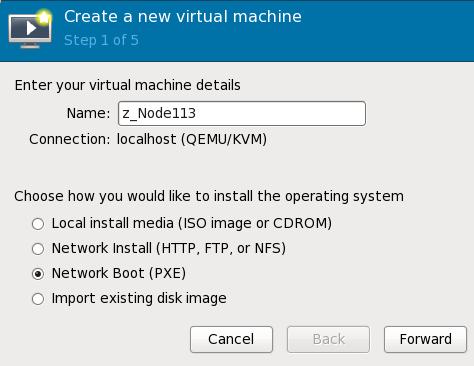 Create a new virtual machine
Step 1 of 5
Enter your virtual machine details
Name: z_Node113
Connection: localhost (QEMU/KVM)
Choose how you would like to install the operating system
Local install media (ISO image or CDROM)
Network Install (HTTP, FTP, or NFS)
Network Boot (PXE)
Import existing disk image
Cancel Back Forward